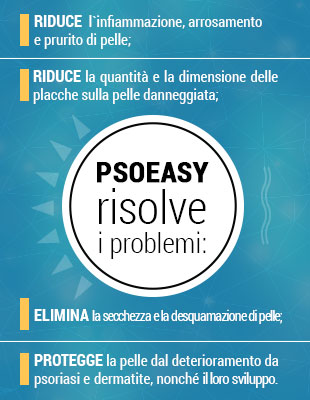 RIDUCE l`infiammazione, arrosamento
e prurito di pelle;
RIDUCE la quantità e la dimensione delle
placche sulla pelle danneggiata;
PSOEASY
risolve
i problemi:
ELIMINA la secchezza e la desquamazione di pelle;
PROTEGGE la pelle dal deterioramento da
psoriasi e dermatite, nonché il loro sviluppo.